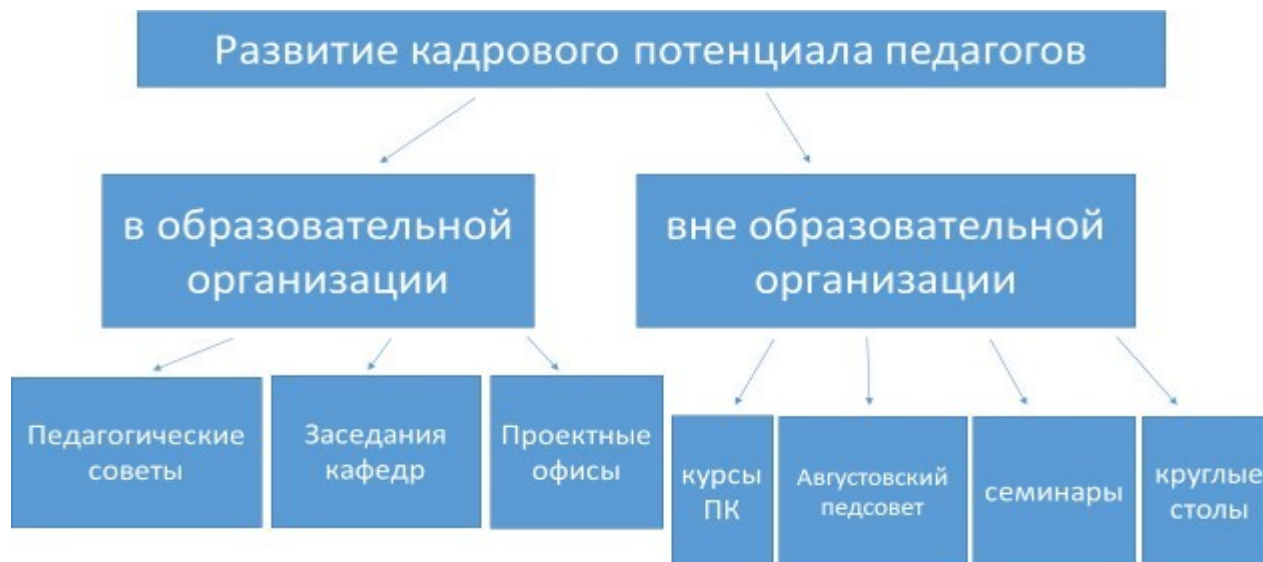 Развитие кадрового потенциала педагогов
в образовательной
организации
вне образовательной
организации
Педагогические
советы
Заседания
кафедр
Проектные
офисы
курсы
ПК
Августовский
педсовет
семинары
круглые
столы